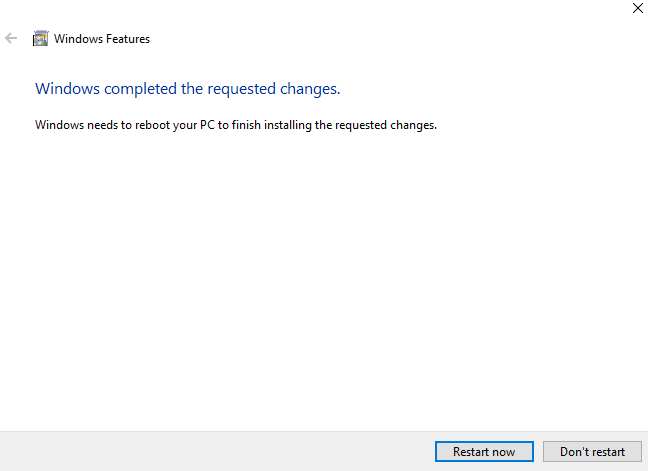 Windows Features
Windows completed the requested changes.
Windows needs to reboot your PC to finish installing the requested changes.
Restart now
Don't restart